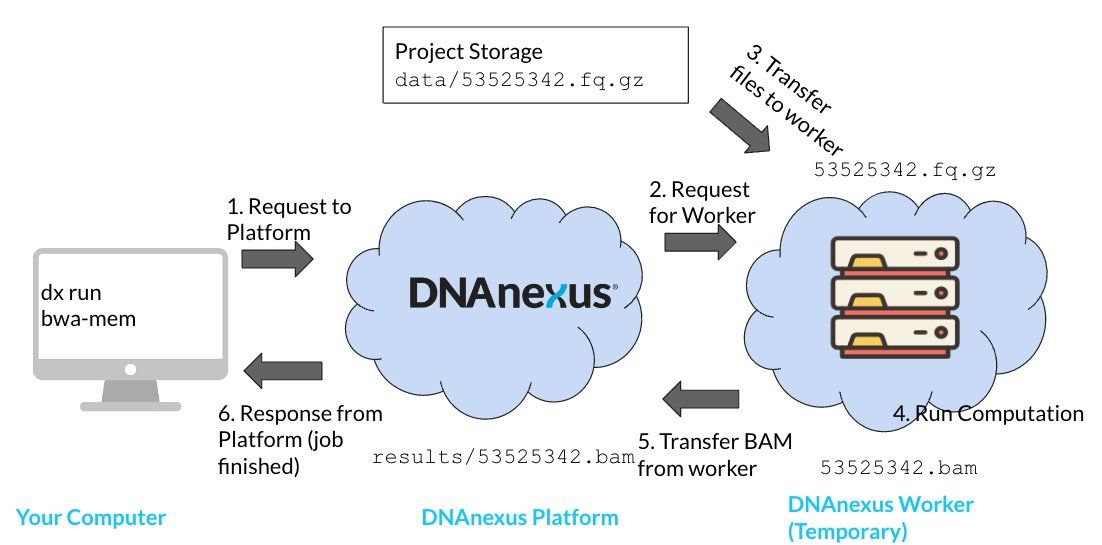 Project Storage
data/53525342.fq.gz
3. Transfer
files to worker
53525342.fq.gz
1. Request to
Platform
2. Request
for Worker
dx run
bwa-mem
DNAnexus®
6. Response from
Platform (job
finished)
results/53525342.bam
5. Transfer BAM
from worker
4. Run Computation
53525342.bam
Your Computer
DNAnexus Platform
DNAnexus Worker
(Temporary)